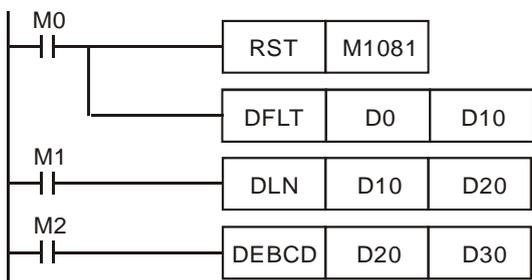 M0
RST M1081
DFLT D0 D10
M1
DLN D10 D20
M2
DEBCD D20 D30